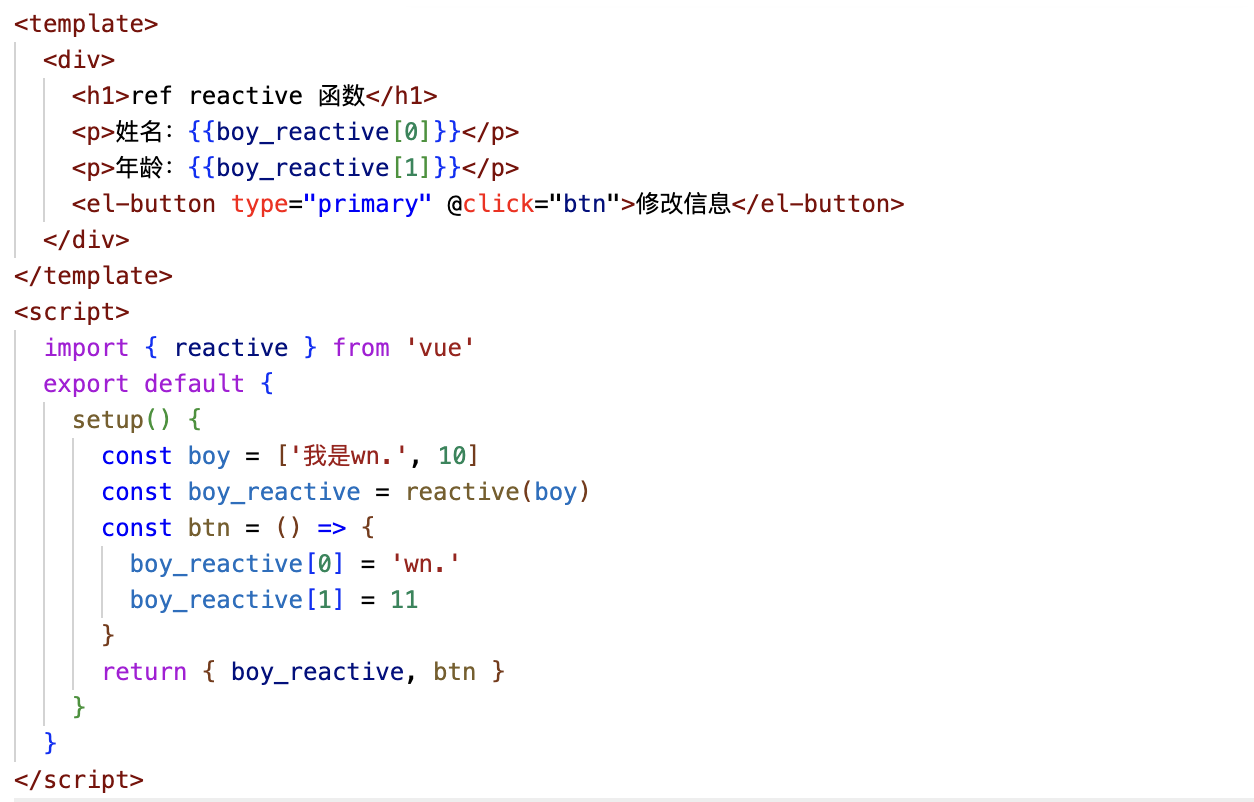 <template>
  <div>
    <h1>ref reactive 函数</h1>
    <p>姓名：{{boy_reactive[0]}}</p>
    <p>年龄：{{boy_reactive[1]}}</p>
    <el-button type="primary" @click="btn">修改信息</el-button>
  </div>
</template>
<script>
  import { reactive } from 'vue'
  export default {
    setup() {
      const boy = ['我是wn.', 10]
      const boy_reactive = reactive(boy)
      const btn = () => {
        boy_reactive[0] = 'wn.'
        boy_reactive[1] = 11
      }
      return { boy_reactive, btn }
    }
  }
</script>